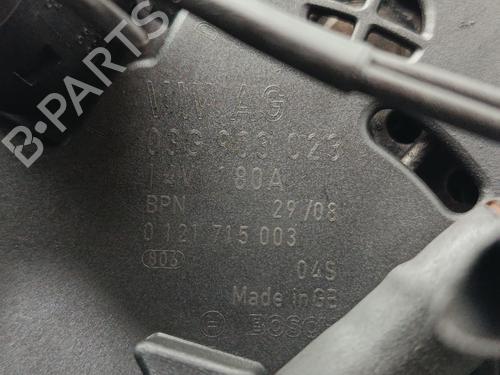 VW AG
03G 903 023
14V 180A
BPN 29/08
0 121 715 003
803 04S
Made in GB
BOSCH
B-PARTS